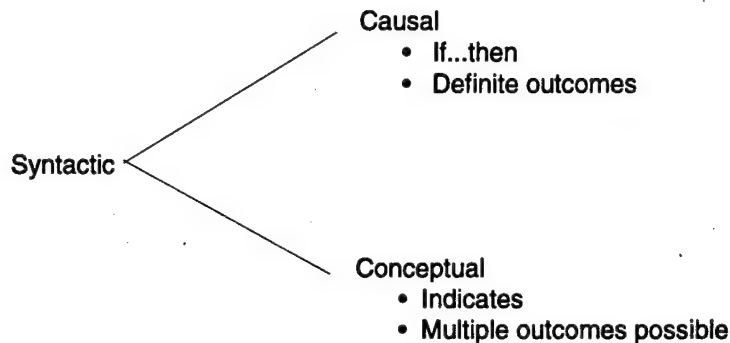 Causal
• If...then
• Definite outcomes
Syntactic
Conceptual
• Indicates
• Multiple outcomes possible